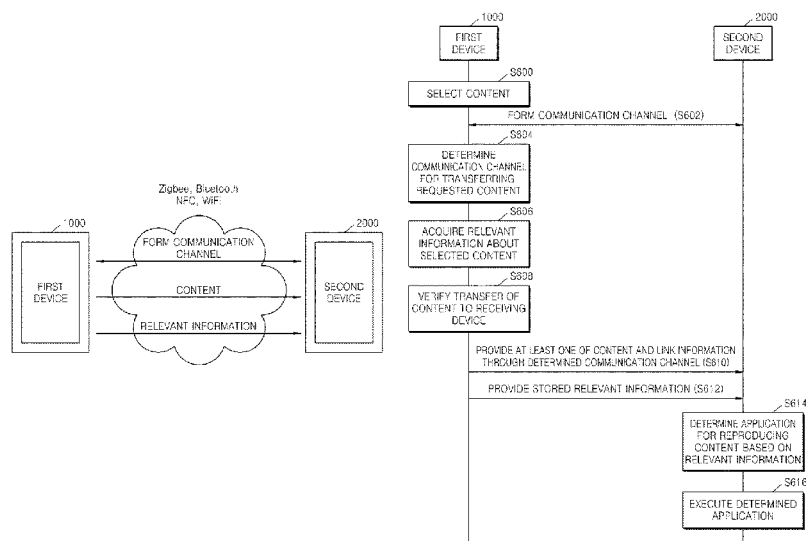 Zigbee, Bluetooth
NFC, WiFi
1000
2000
FORM COMMUNICATION
CHANNEL
FIRST
DEVICE
CONTENT
SECOND
DEVICE
RELEVANT INFORMATION
1000
2000
FIRST
DEVICE
SECOND
DEVICE
S600
SELECT CONTENT
FORM COMMUNICATION CHANNEL (S602)
S604
DETERMINE
COMMUNICATION CHANNEL
FOR TRANSFERRING
REQUESTED CONTENT
S606
ACQUIRE RELEVANT
INFORMATION ABOUT
SELECTED CONTENT
S608
VERIFY TRANSFER OF
CONTENT TO RECEIVING
DEVICE
PROVIDE AT LEAST ONE OF CONTENT AND LINK INFORMATION
THROUGH DETERMINED COMMUNICATION CHANNEL (S610)
PROVIDE STORED RELEVANT INFORMATION (S612)
S614
DETERMINE APPLICATION
FOR REPRODUCING
CONTENT BASED ON
RELEVANT INFORMATION
S616
EXECUTE DETERMINED
APPLICATION